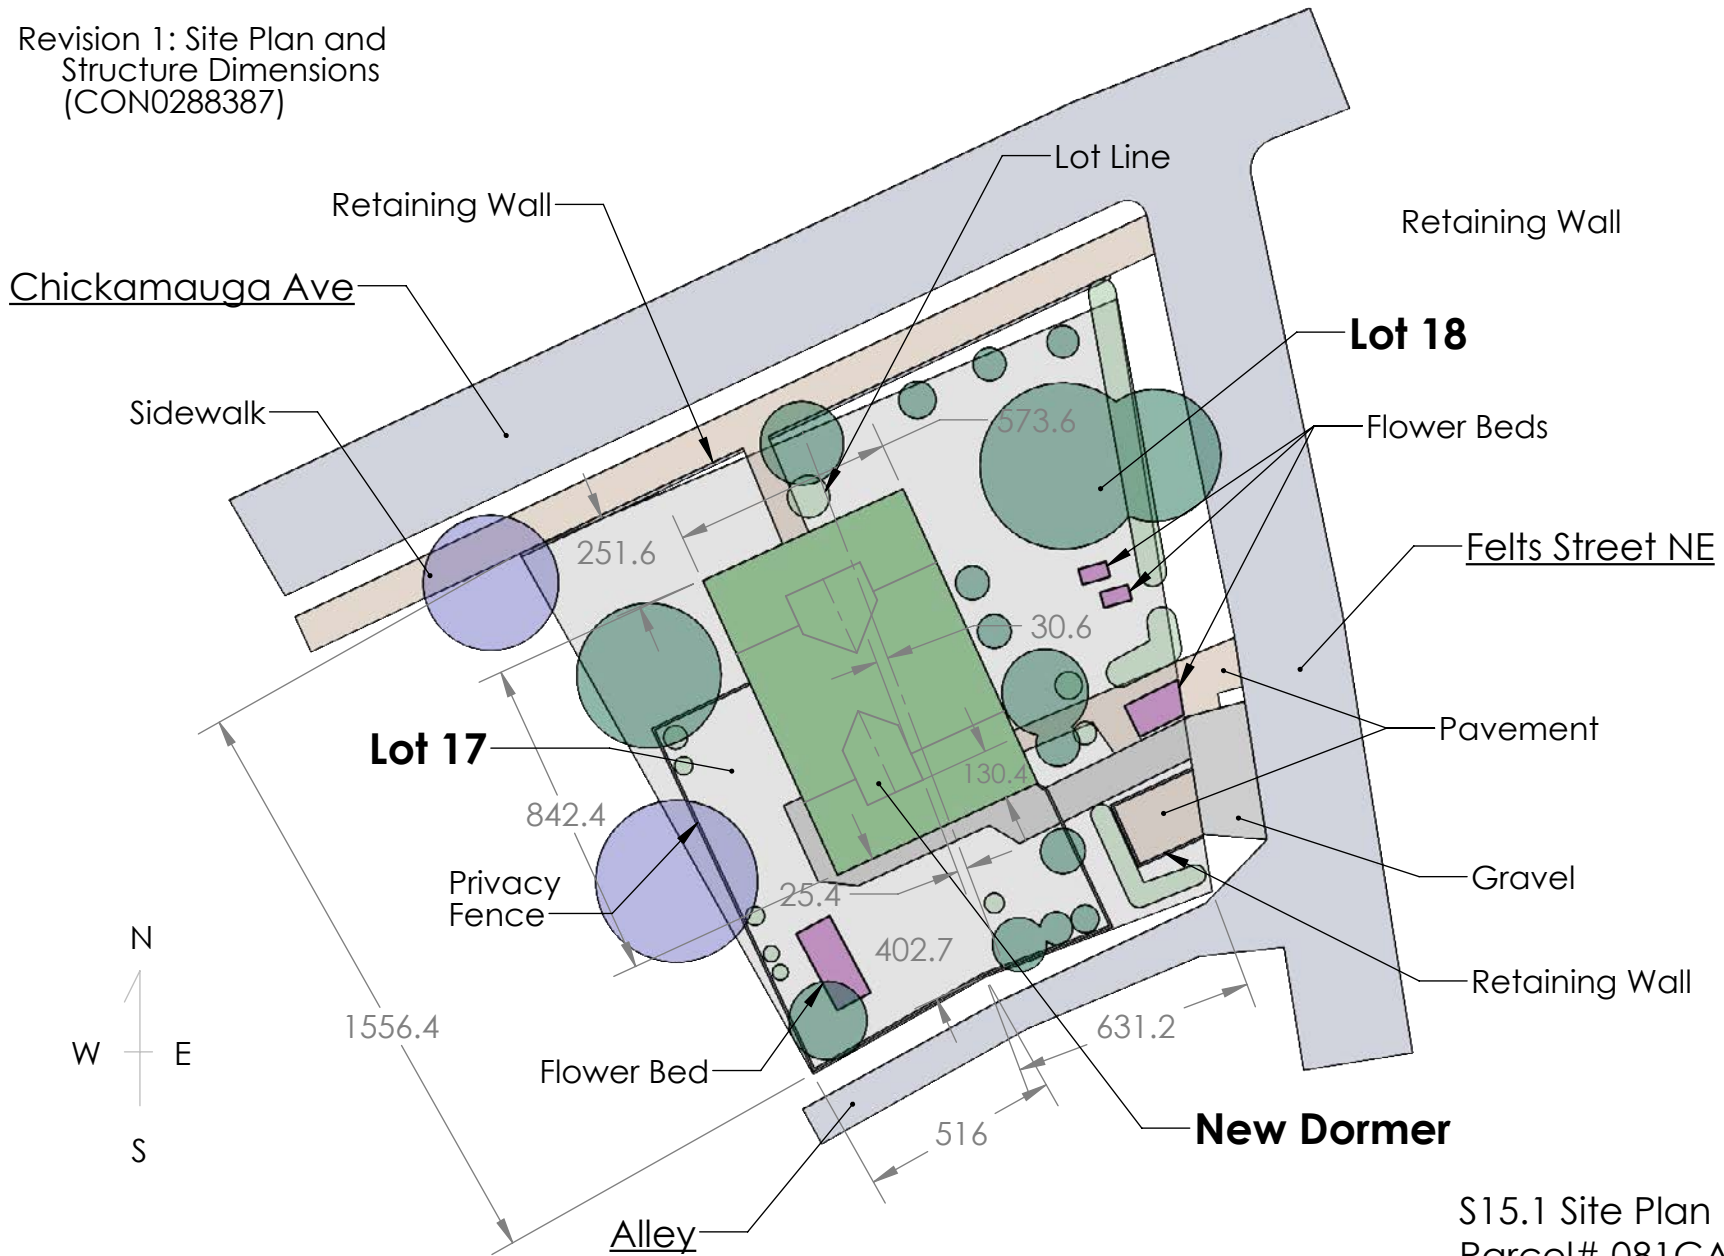 Revision 1: Site Plan and
Structure Dimensions
(CON0288387)
Lot Line
Retaining Wall
Retaining Wall
Chickamauga Ave
Lot 18
Sidewalk
573.6
Flower Beds
251.6
Felts Street NE
30.6
Lot 17
Pavement
130.4
842.4
Privacy
Fence
25.4
Gravel
402.7
N
W E
S
Retaining Wall
1556.4
631.2
Flower Bed
516
New Dormer
Alley
S15.1 Site Plan
Parcel# 081CA